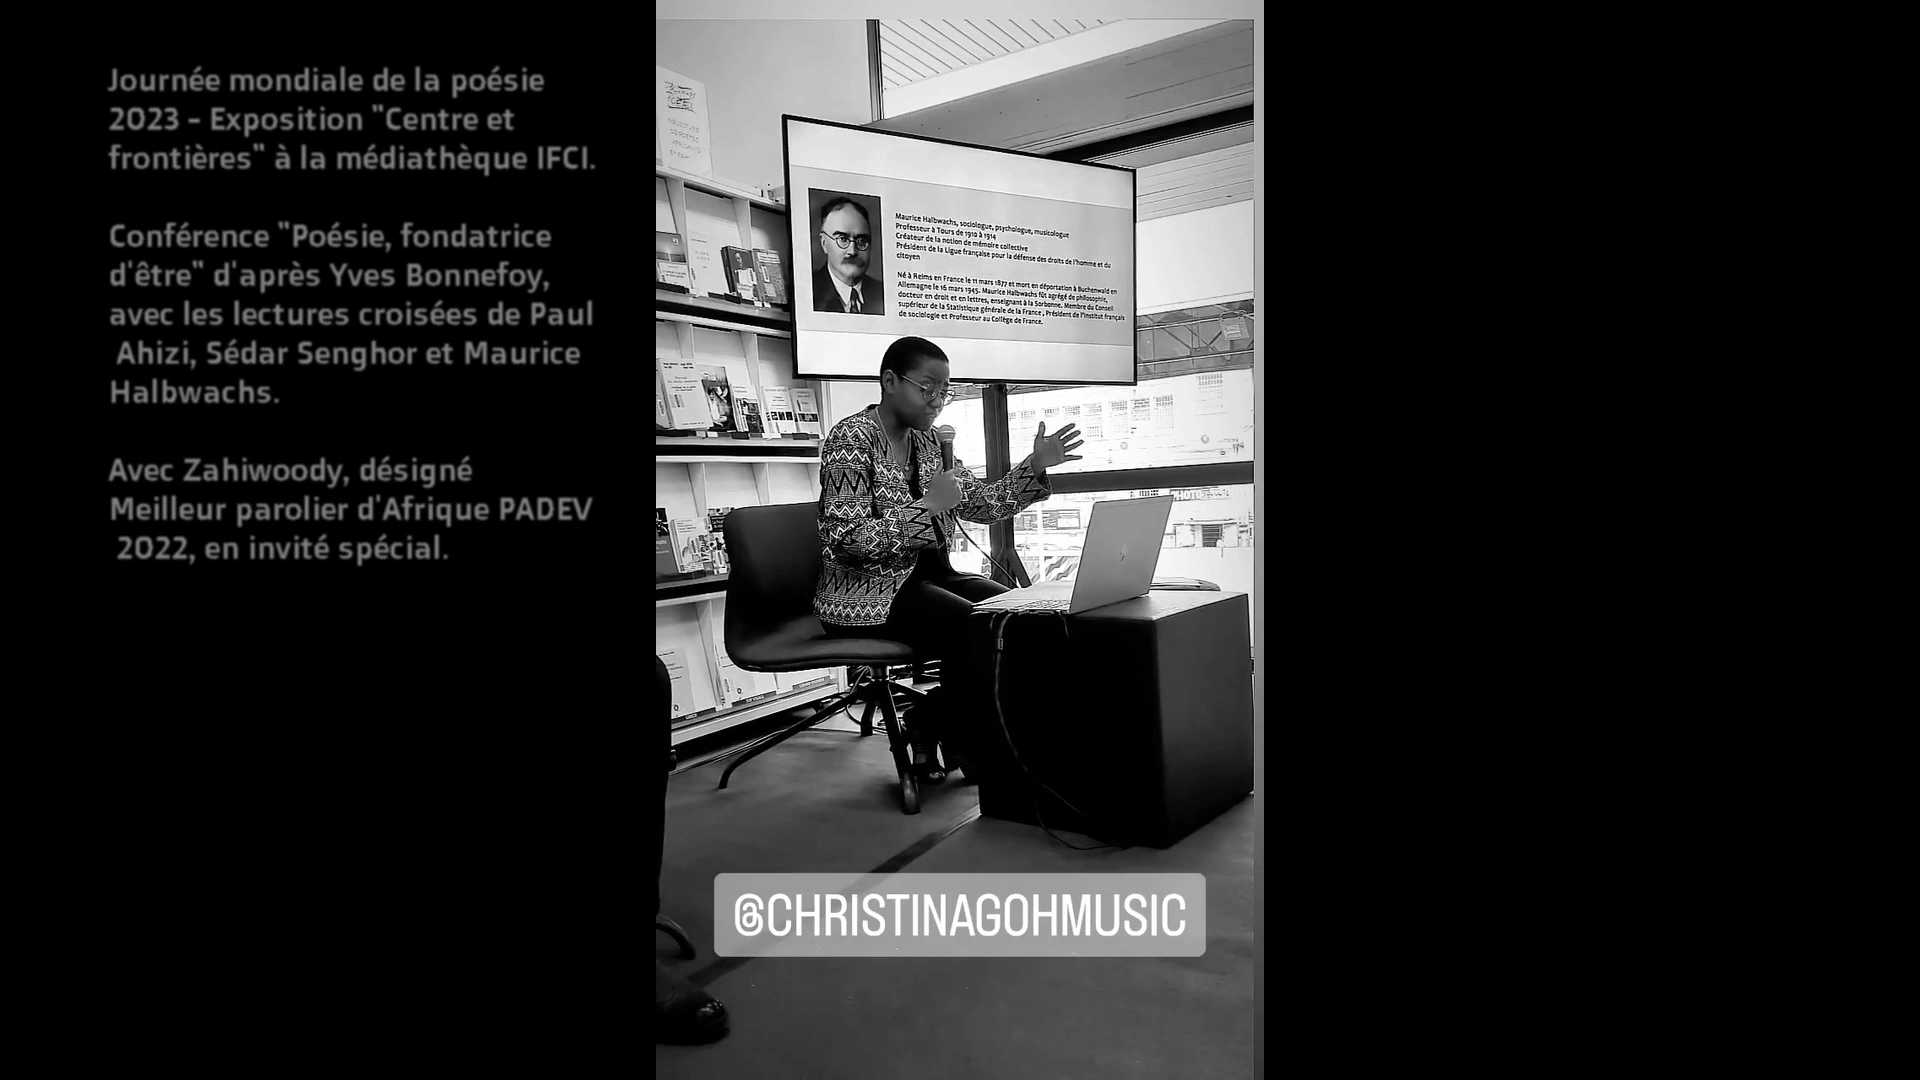 Journée mondiale de la poésie
2023 - Exposition "Centre et
frontières" à la médiathèque IFCI.
Conférence "Poésie, fondatrice
d'être" d'après Yves Bonnefoy,
avec les lectures croisées de Paul
Ahizi, Sédar Senghor et Maurice
Halbwachs.
Avec Zahiwoody, désigné
Meilleur parolier d'Afrique PADEV
2022, en invité spécial.
Maurice Halbwachs, sociologue, psychologue, musicologue
Professeur à Tours de 1910 à 1914
Créateur de la notion de mémoire collective
Président de la Ligue française pour la défense des droits de l'homme et du
citoyen
Né à Reims en France le 11 mars 1877 et mort en déportation à Buchenwald en
Allemagne le 16 mars 1945. Maurice Halbwachs fût agrégé de philosophie,
docteur en droit et en lettres, enseignant à la Sorbonne. Membre du Conseil
supérieur de la Statistique générale de la France, Président de l'Institut français
de sociologie et Professeur au Collège de France.
PHOTO
@CHRISTINAGOHMUSIC